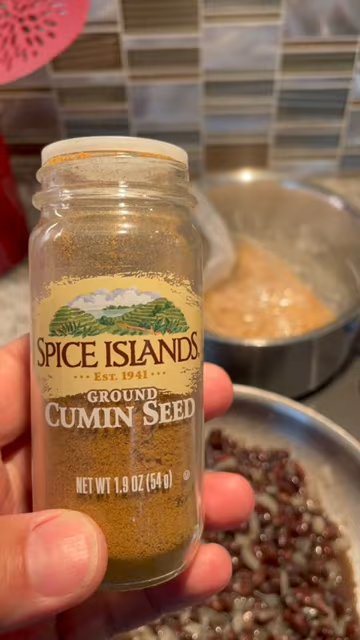 SPICE ISLANDS
EST. 1941
GROUND
CUMIN SEED
NET WT 1.9 OZ (54 g)